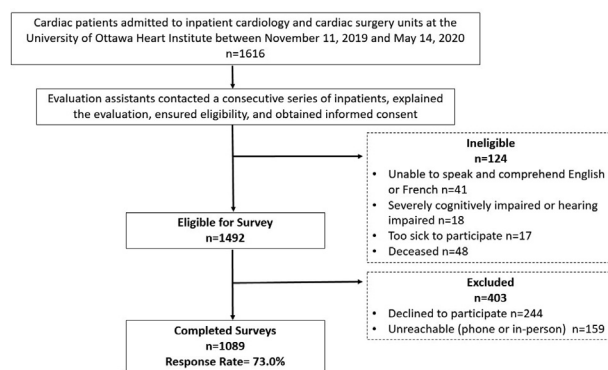 Cardiac patients admitted to inpatient cardiology and cardiac surgery units at the
University of Ottawa Heart Institute between November 11, 2019 and May 14, 2020
n=1616
Evaluation assistants contacted a consecutive series of inpatients, explained
the evaluation, ensured eligibility, and obtained informed consent
Ineligible
n=124
• Unable to speak and comprehend English
or French n=41
• Severely cognitively impaired or hearing
impaired n=18
• Too sick to participate n=17
• Deceased n=48
Eligible for Survey
n=1492
Excluded
n=403
• Declined to participate n=244
• Unreachable (phone or in-person) n=159
Completed Surveys
n=1089
Response Rate= 73.0%